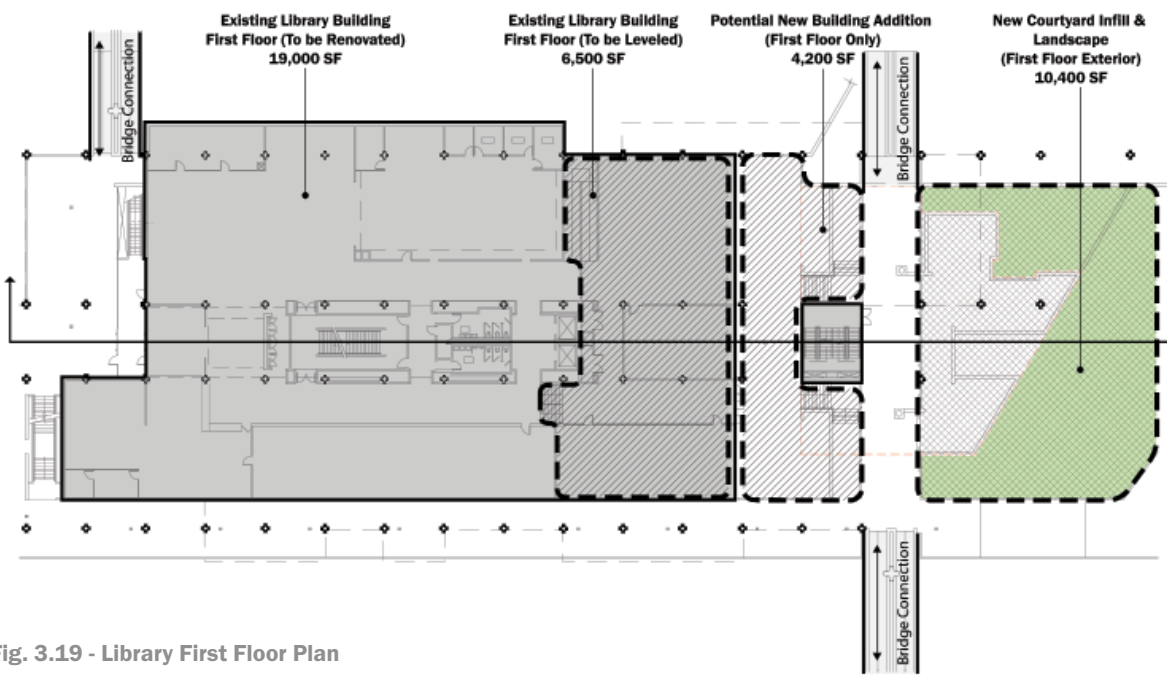 Existing Library Building
First Floor (To be Renovated)
19,000 SF
Existing Library Building
First Floor (To be Leveled)
6,500 SF
Potential New Building Addition
(First Floor Only)
4,200 SF
New Courtyard Infill &
Landscape
(First Floor Exterior)
10,400 SF
Bridge Connection
Bridge Connection
Bridge Connection
ig. 3.19 - Library First Floor Plan